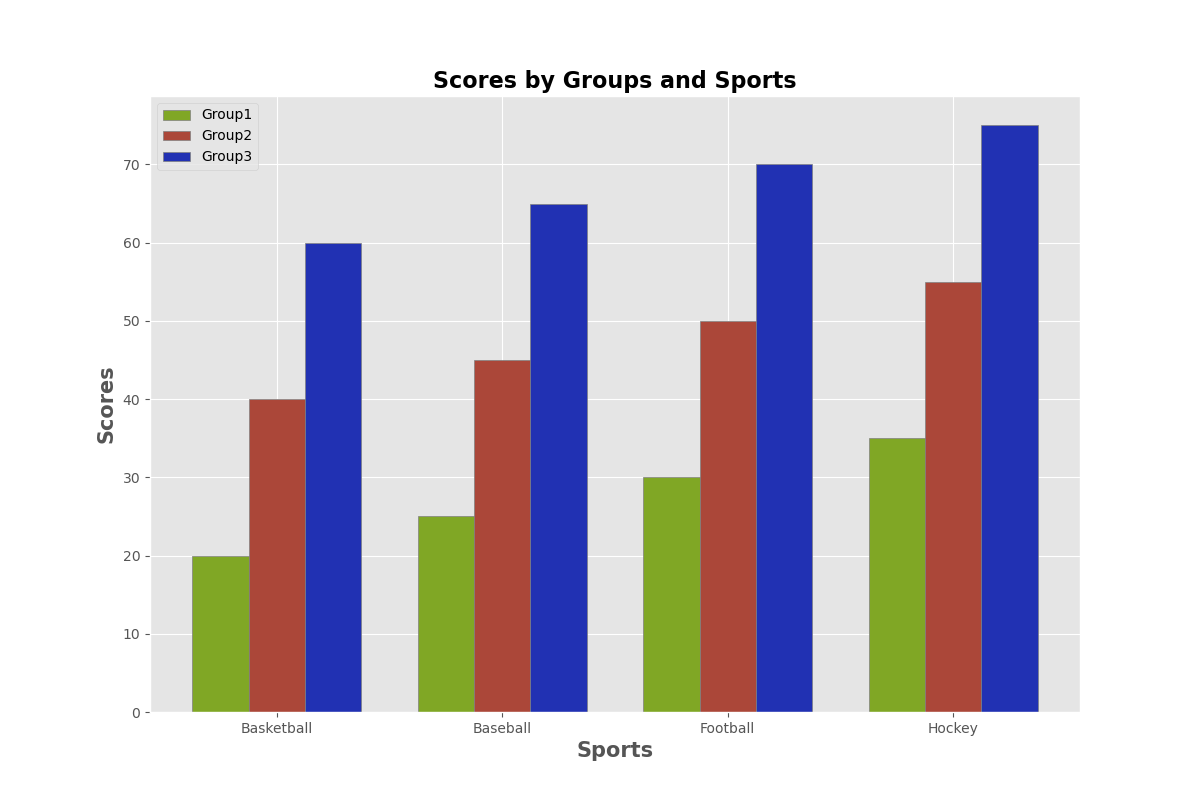 Scores by Groups and Sports
Group1
Group2
Group3
70
60
50
40
30
20
10
0
Scores
Basketball Baseball Football Hockey
Sports